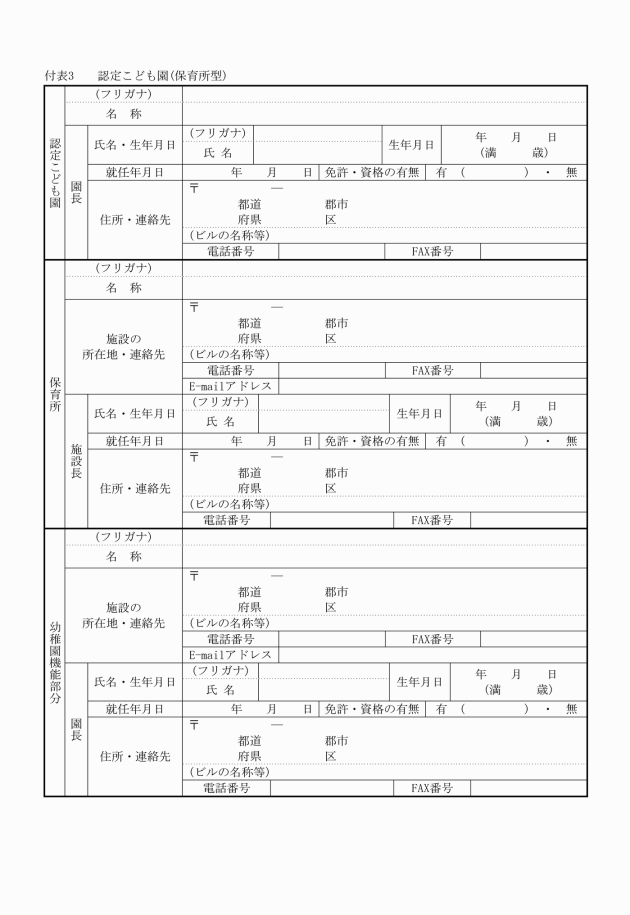 付表3　　認定こども園(保育所型)
認定こども園
(フリガナ)
名　称
園長
氏名・生年月日
(フリガナ)
氏 名
生年月日
年　　月　　日
(満　　　歳)
就任年月日
年　　月　　日
免許・資格の有無
有　(　　　　　)　・　無
住所・連絡先
〒　　　　　　―
都道　　　　　郡市
府県　　　　　区
(ビルの名称等)
電話番号
FAX番号
保育所
(フリガナ)
名　称
施設の
所在地・連絡先
〒　　　　　　―
都道　　　　　郡市
府県　　　　　区
(ビルの名称等)
電話番号
FAX番号
E-mailアドレス
施設長
氏名・生年月日
(フリガナ)
氏 名
生年月日
年　　月　　日
(満　　　歳)
就任年月日
年　　月　　日
免許・資格の有無
有　(　　　　　)　・　無
住所・連絡先
〒　　　　　　―
都道　　　　　郡市
府県　　　　　区
(ビルの名称等)
電話番号
FAX番号
幼稚園機能部分
(フリガナ)
名　称
施設の
所在地・連絡先
〒　　　　　　―
都道　　　　　郡市
府県　　　　　区
(ビルの名称等)
電話番号
FAX番号
E-mailアドレス
園長
氏名・生年月日
(フリガナ)
氏 名
生年月日
年　　月　　日
(満　　　歳)
就任年月日
年　　月　　日
免許・資格の有無
有　(　　　　　)　・　無
住所・連絡先
〒　　　　　　―
都道　　　　　郡市
府県　　　　　区
(ビルの名称等)
電話番号
FAX番号